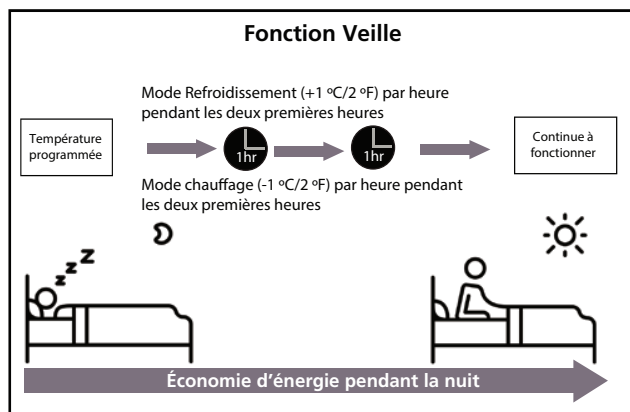 Fonction Veille
Mode Refroidissement (+1 ºC/2 ºF) par heure
pendant les deux premières heures
Température
programmée
1hr
1hr
Continue à
fonctionner
Mode chauffage (-1 ºC/2 ºF) par heure pendant
les deux premières heures
z z z Z
Économie d'énergie pendant la nuit